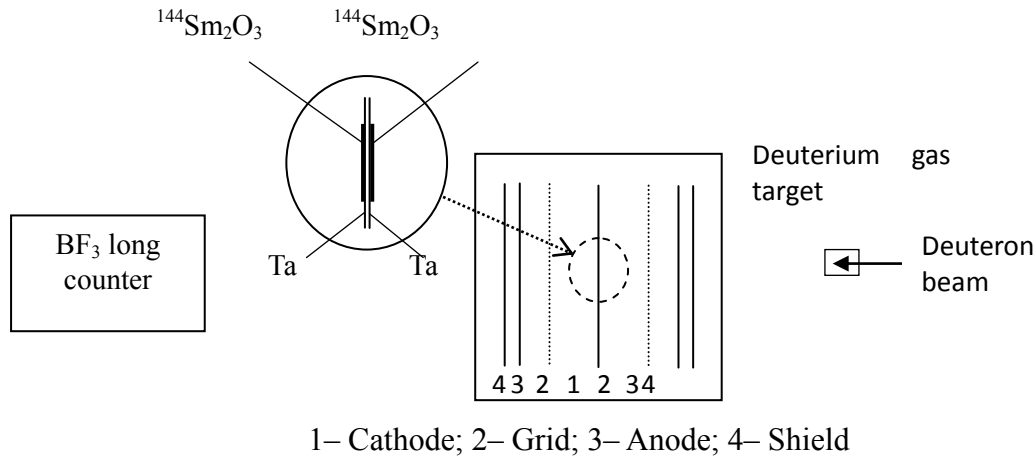 ¹⁴⁴Sm₂O₃ ¹⁴⁴Sm₂O₃
Deuterium gas
target
BF₃ long
counter
Ta Ta
Deuteron
beam
4 3 2 1 2 3 4
1– Cathode; 2– Grid; 3– Anode; 4– Shield